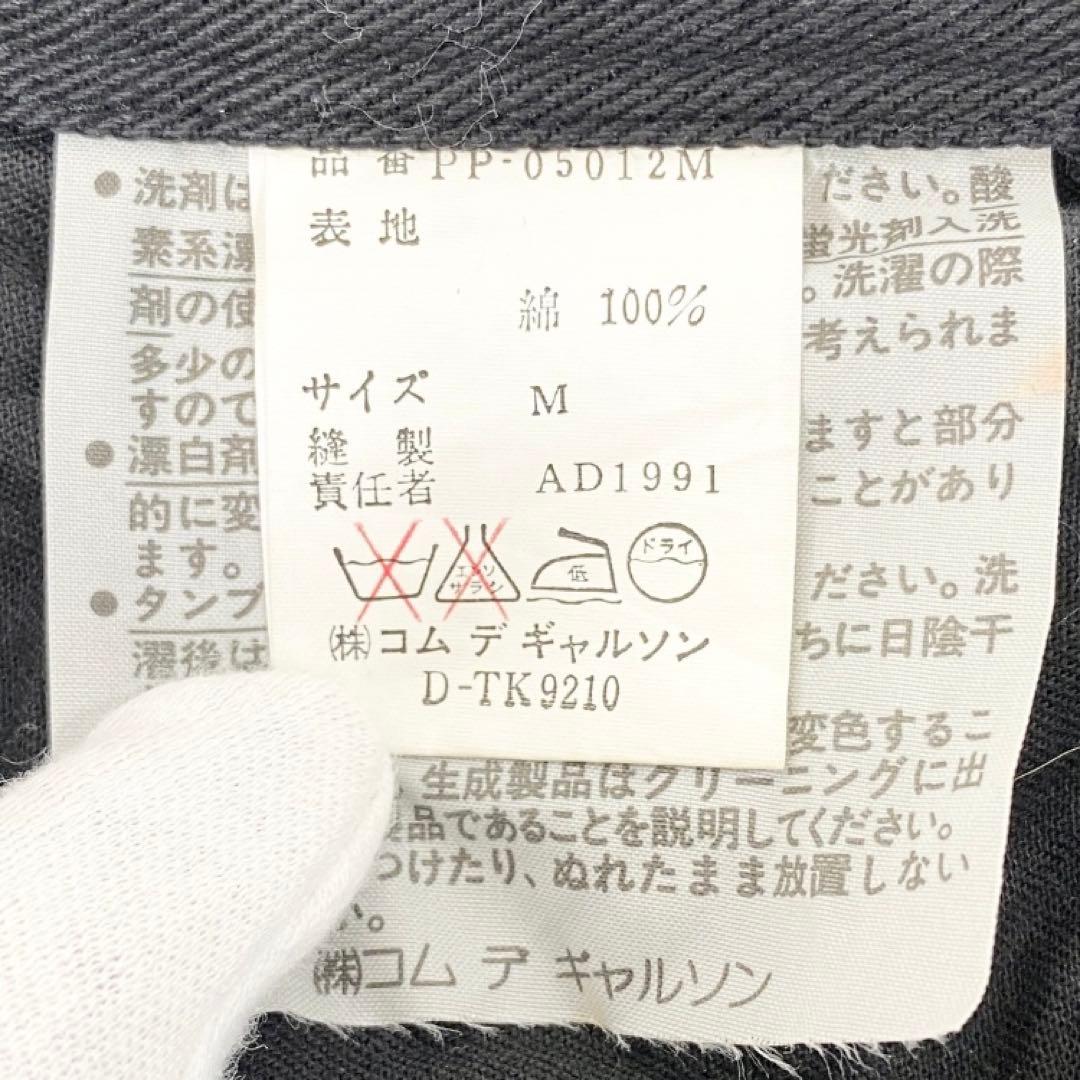 品番 PP-05012M
表地
綿 100%
サイズ M
縫製
責任者 AD1991
エンソ
サラシ
低
ドライ
㈱コム デ ギャルソン
D-TK9210
●洗剤は ださい。酸
素系漂 蛍光剤入洗
剤の使 。洗濯の際
多少の 考えられま
すので
●漂白剤 ますと部分
的に変 ことがあり
ます。
●タンブ ださい。洗
濯後は ちに日陰干
変色するこ
生成製品はクリーニングに出
製品であることを説明してください。
つけたり、ぬれたまま放置しない
い。
㈱コム デ ギャルソン